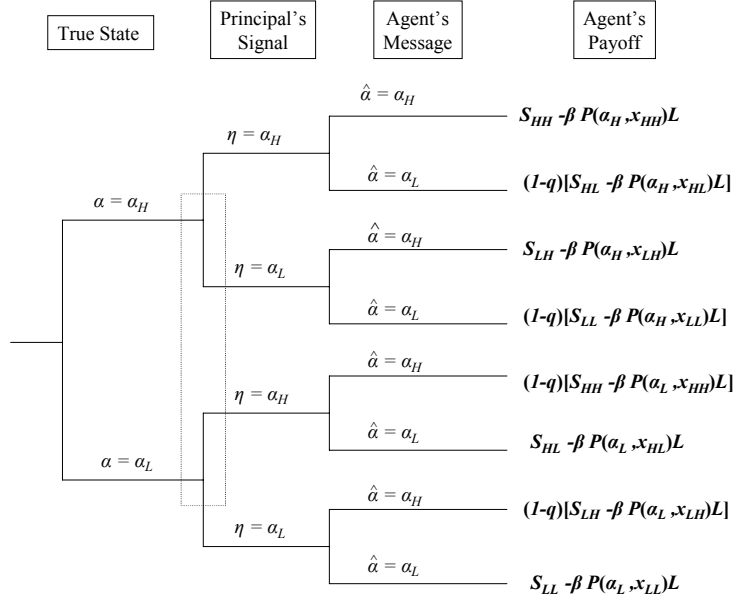 True State
Principal's Signal
Agent's Message
Agent's Payoff
α̂ = α_H
S_HH -β P(α_H ,x_HH)L
η = α_H
α̂ = α_L
(1-q)[S_HL -β P(α_H ,x_HL)L]
α = α_H
α̂ = α_H
S_LH -β P(α_H ,x_LH)L
η = α_L
α̂ = α_L
(1-q)[S_LL -β P(α_H ,x_LL)L]
α̂ = α_H
(1-q)[S_HH -β P(α_L ,x_HH)L]
η = α_H
α̂ = α_L
S_HL -β P(α_L ,x_HL)L
α = α_L
α̂ = α_H
(1-q)[S_LH -β P(α_L ,x_LH)L]
η = α_L
α̂ = α_L
S_LL -β P(α_L ,x_LL)L